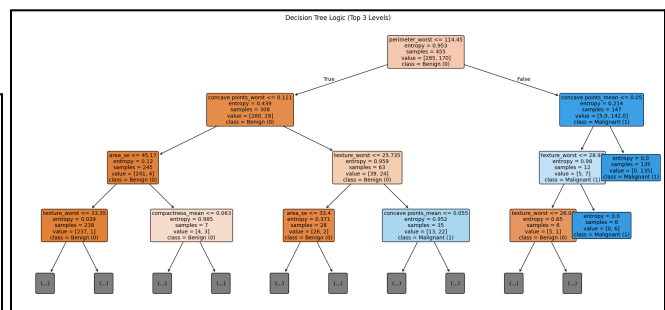 Decision Tree Logic (Top 3 Levels)
perimeter_worst <= 114.45
entropy = 0.953
samples = 455
value = [285, 170]
class = Benign (0)
True
False
concave points_worst <= 0.111
entropy = 0.439
samples = 308
value = [280, 28]
class = Benign (0)
concave points_mean <= 0.05
entropy = 0.214
samples = 147
value = [5.0, 142.0]
class = Malignant (1)
area_se <= 45.17
entropy = 0.12
samples = 245
value = [241, 4]
class = Benign (0)
texture_worst <= 25.735
entropy = 0.959
samples = 63
value = [39, 24]
class = Benign (0)
texture_worst <= 28.9
entropy = 0.98
samples = 12
value = [5, 7]
class = Malignant (1)
entropy = 0.0
samples = 135
value = [0, 135]
class = Malignant (1)
texture_worst <= 33.35
entropy = 0.039
samples = 238
value = [237, 1]
class = Benign (0)
compactness_mean <= 0.063
entropy = 0.985
samples = 7
value = [4, 3]
class = Benign (0)
area_se <= 33.4
entropy = 0.371
samples = 28
value = [26, 2]
class = Benign (0)
concave points_mean <= 0.055
entropy = 0.952
samples = 35
value = [13, 22]
class = Malignant (1)
texture_worst <= 26.0
entropy = 0.65
samples = 6
value = [5, 1]
class = Benign (0)
entropy = 0.0
samples = 6
value = [0, 6]
class = Malignant (1)
(...)
(...)
(...)
(...)
(...)
(...)
(...)
(...)
(...)
(...)